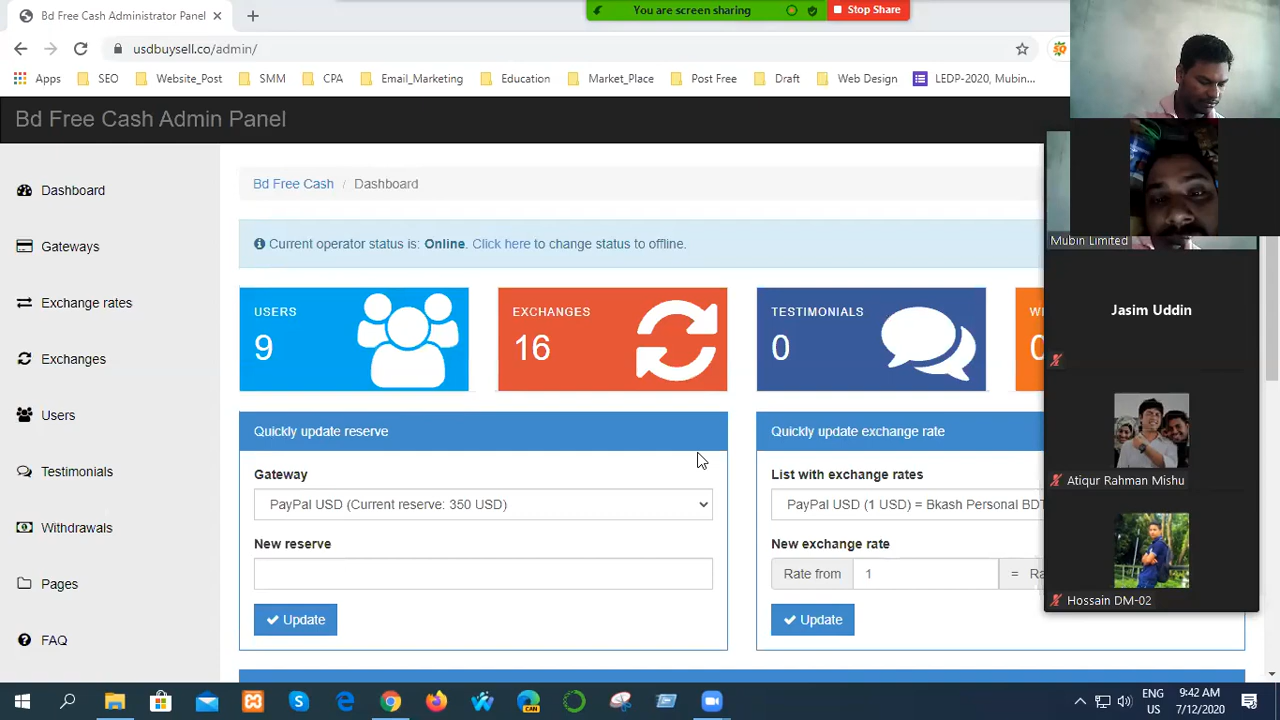 Bd Free Cash Administrator Panel
You are screen sharing
Stop Share
usdbuysell.co/admin/
Apps
SEO
Website_Post
SMM
CPA
Email_Marketing
Education
Market_Place
Post Free
Draft
Web Design
LEDP-2020, Mubin...
Bd Free Cash Admin Panel
Dashboard
Gateways
Exchange rates
Exchanges
Users
Testimonials
Withdrawals
Pages
FAQ
Bd Free Cash / Dashboard
Current operator status is: Online. Click here to change status to offline.
USERS
9
EXCHANGES
16
TESTIMONIALS
0
Quickly update reserve
Gateway
PayPal USD (Current reserve: 350 USD)
New reserve
Update
Quickly update exchange rate
List with exchange rates
PayPal USD (1 USD) = Bkash Personal BDT
New exchange rate
Rate from 1 =
Update
Mubin Limited
Jasim Uddin
Atiqur Rahman Mishu
Hossain DM-02
CAN
ENG
US
9:42 AM
7/12/2020